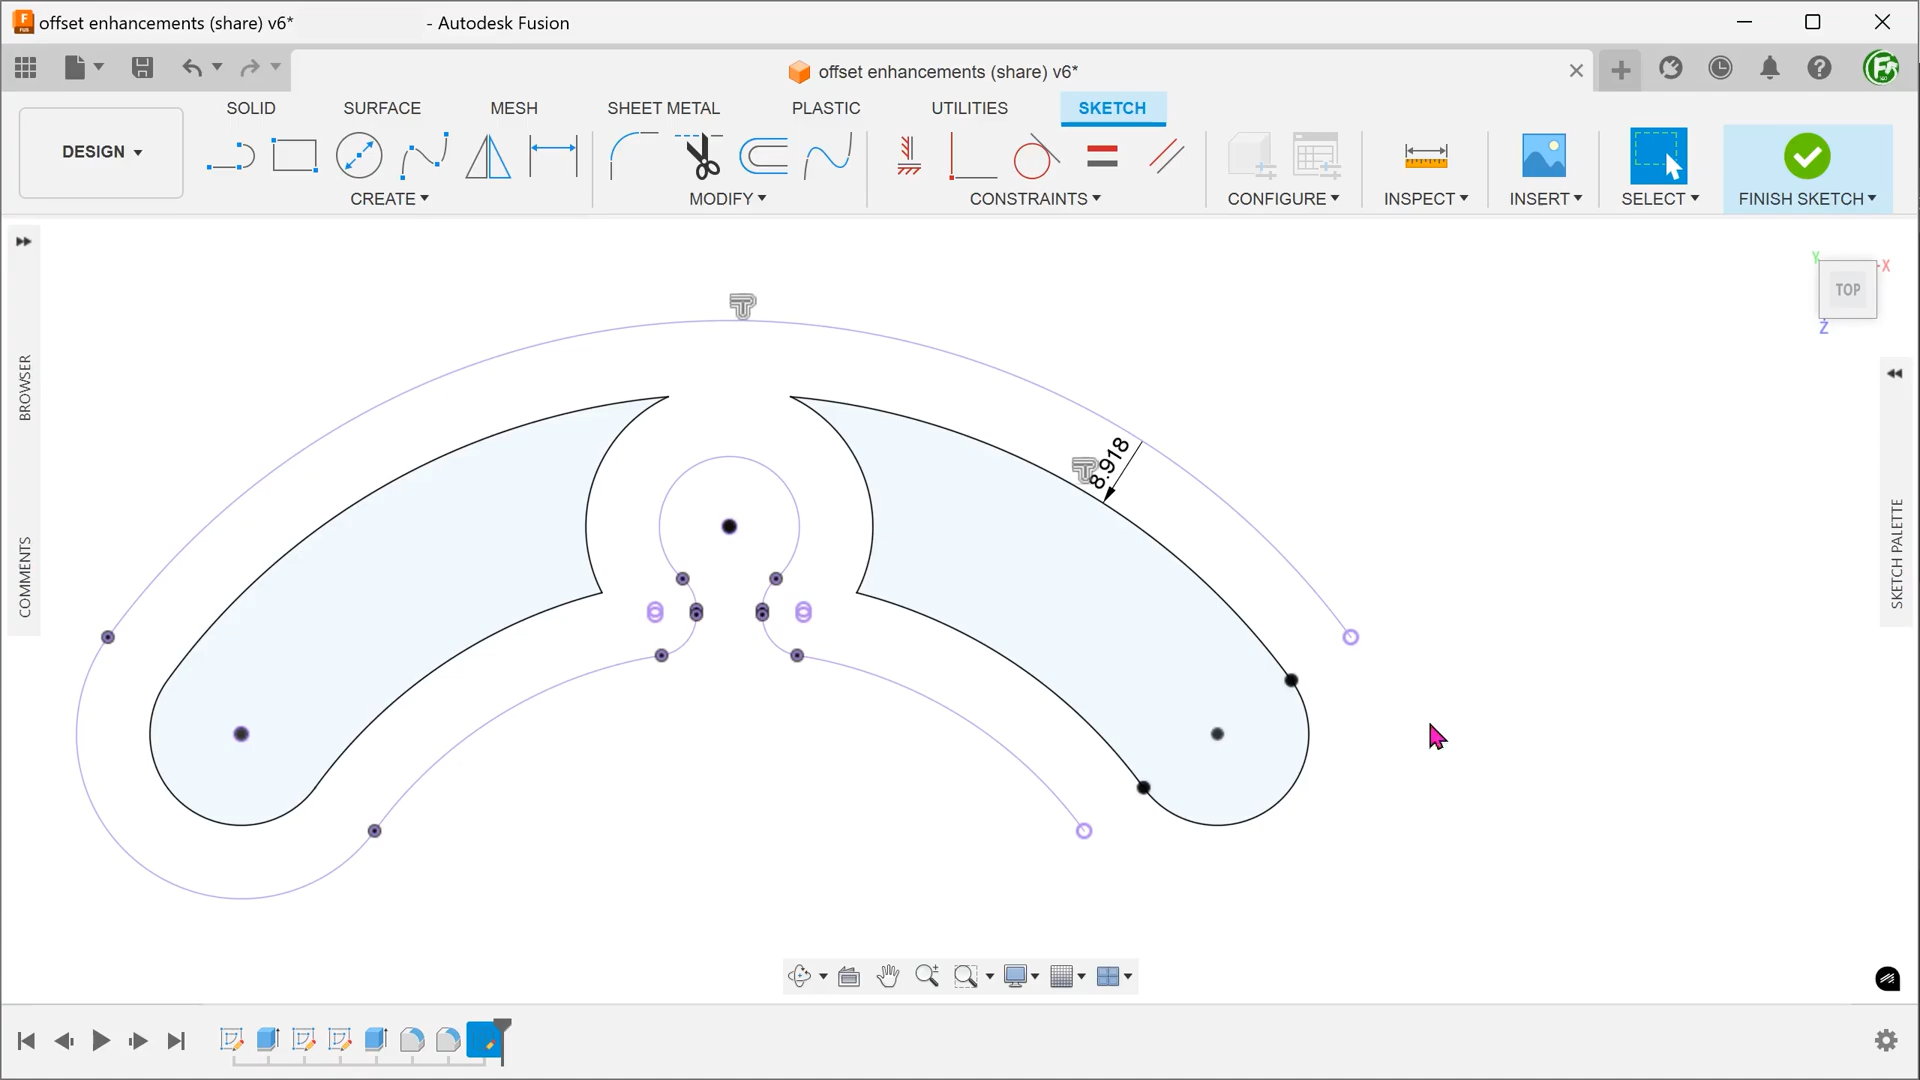 offset enhancements (share) v6* - Autodesk Fusion
offset enhancements (share) v6*
SOLID SURFACE MESH SHEET METAL PLASTIC UTILITIES SKETCH
DESIGN
CREATE MODIFY CONSTRAINTS CONFIGURE INSPECT INSERT SELECT FINISH SKETCH
BROWSER
COMMENTS
SKETCH PALETTE
Y
X
TOP
Z
8.918